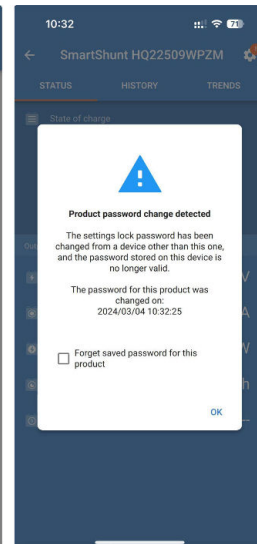 10:32
71
SmartShunt HQ22509WPZM
STATUS HISTORY TRENDS
State of charge
Product password change detected
The settings lock password has been
changed from a device other than this one,
and the password stored on this device is
no longer valid.
The password for this product was
changed on:
2024/03/04 10:32:25
Forget saved password for this
product
OK
V
A
W
h